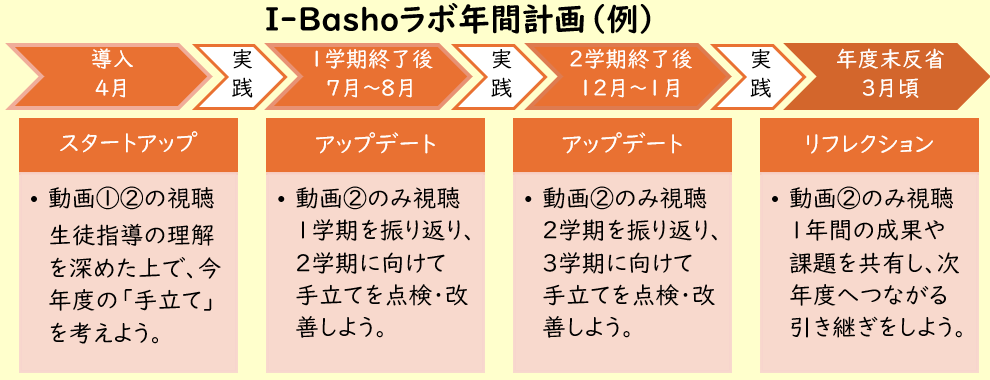 I-Bashoラボ年間計画（例）
導入
4月
実
践
1学期終了後
7月～8月
実
践
2学期終了後
12月～1月
実
践
年度末反省
3月頃
スタートアップ
• 動画①②の視聴
生徒指導の理解
を深めた上で、今
年度の「手立て」
を考えよう。
アップデート
• 動画②のみ視聴
1学期を振り返り、
2学期に向けて
手立てを点検・改
善しよう。
アップデート
• 動画②のみ視聴
2学期を振り返り、
3学期に向けて
手立てを点検・改
善しよう。
リフレクション
• 動画②のみ視聴
1年間の成果や
課題を共有し、次
年度へつながる
引き継ぎをしよう。